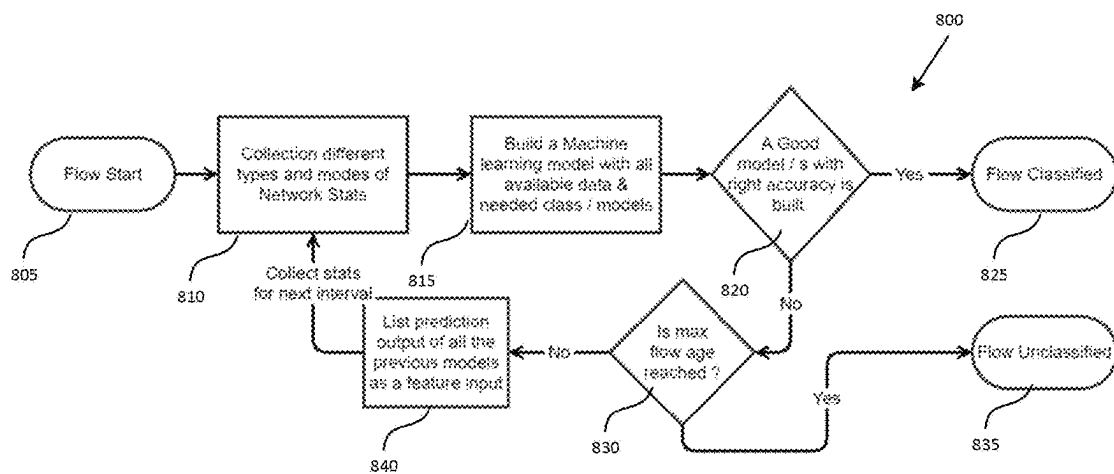 800
Flow Start
805
Collection different
types and modes of
Network Stats
810
Build a Machine
learning model with all
available data &
needed class / models
815
A Good
model / s with
right accuracy is
built
820
Yes
Flow Classified
825
No
Is max
flow age
reached ?
830
No
Yes
Flow Unclassified
835
List prediction
output of all the
previous models
as a feature input
840
Collect stats
for next interval